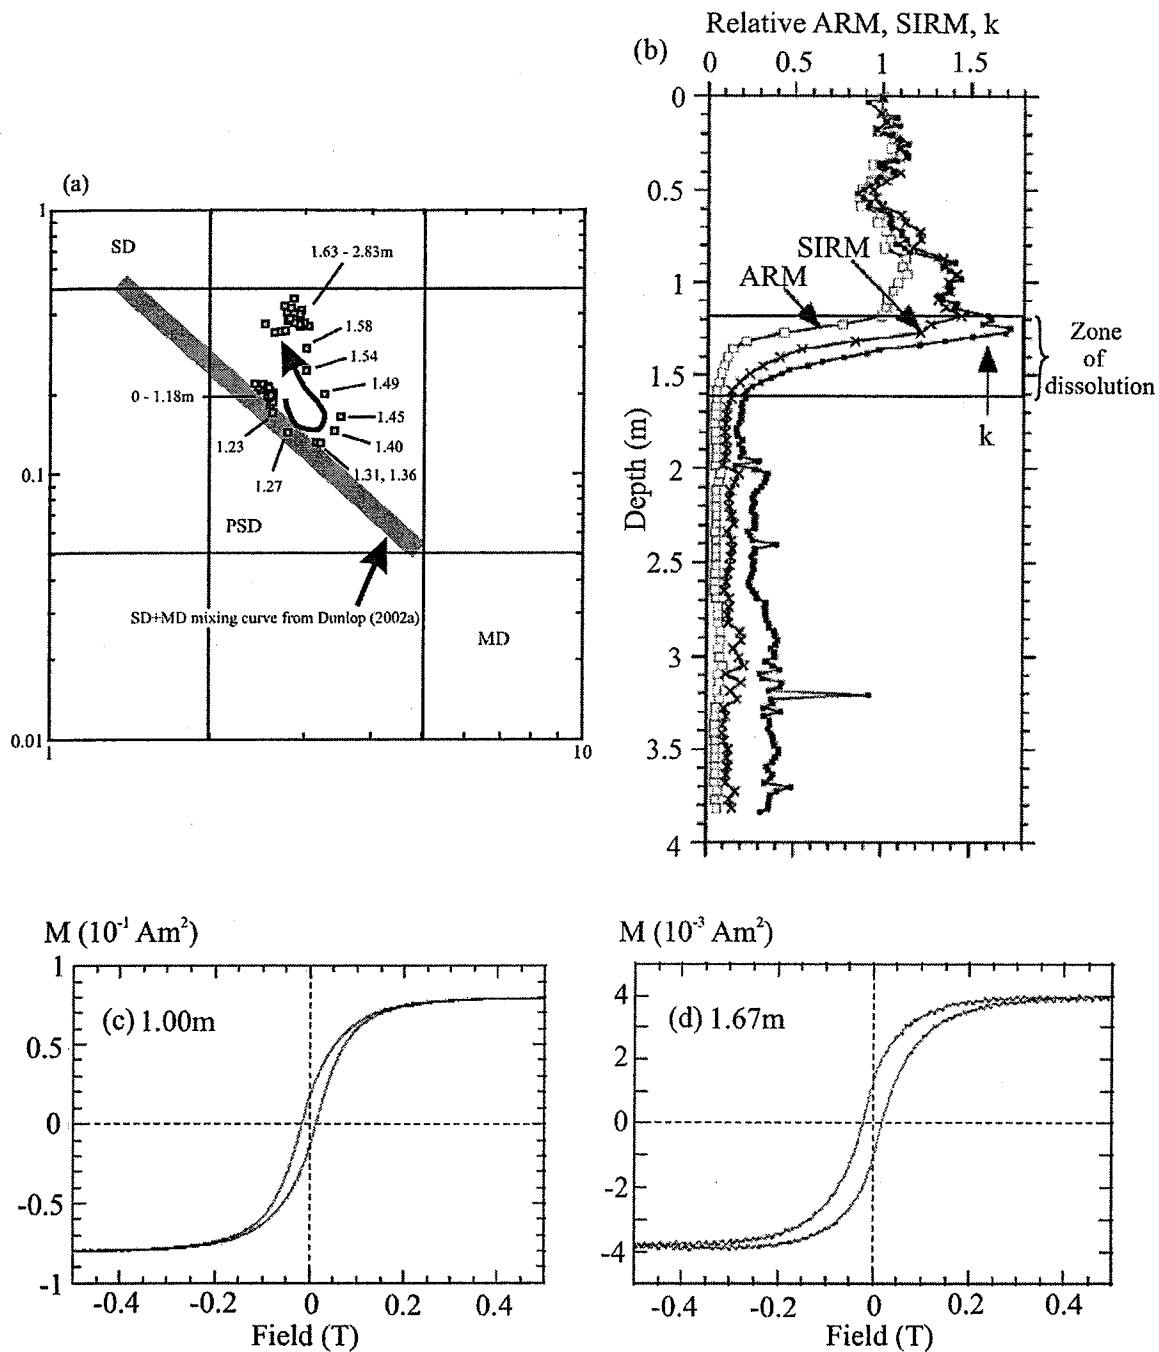 (a)
1
0.1
0.01
1
10
SD
PSD
MD
1.63 - 2.83m
1.58
1.54
1.49
1.45
1.40
1.31, 1.36
0 - 1.18m
1.23
1.27
SD+MD mixing curve from Dunlop (2002a)
(b)
Relative ARM, SIRM, k
0 0.5 1 1.5
0
0.5
1
1.5
2
2.5
3
3.5
4
Depth (m)
SIRM
ARM
k
Zone
of
dissolution
M (10-1 Am2)
1
0.5
0
-0.5
-1
(c) 1.00m
-0.4 -0.2 0 0.2 0.4
Field (T)
M (10-3 Am2)
4
2
0
-2
-4
(d) 1.67m
-0.4 -0.2 0 0.2 0.4
Field (T)